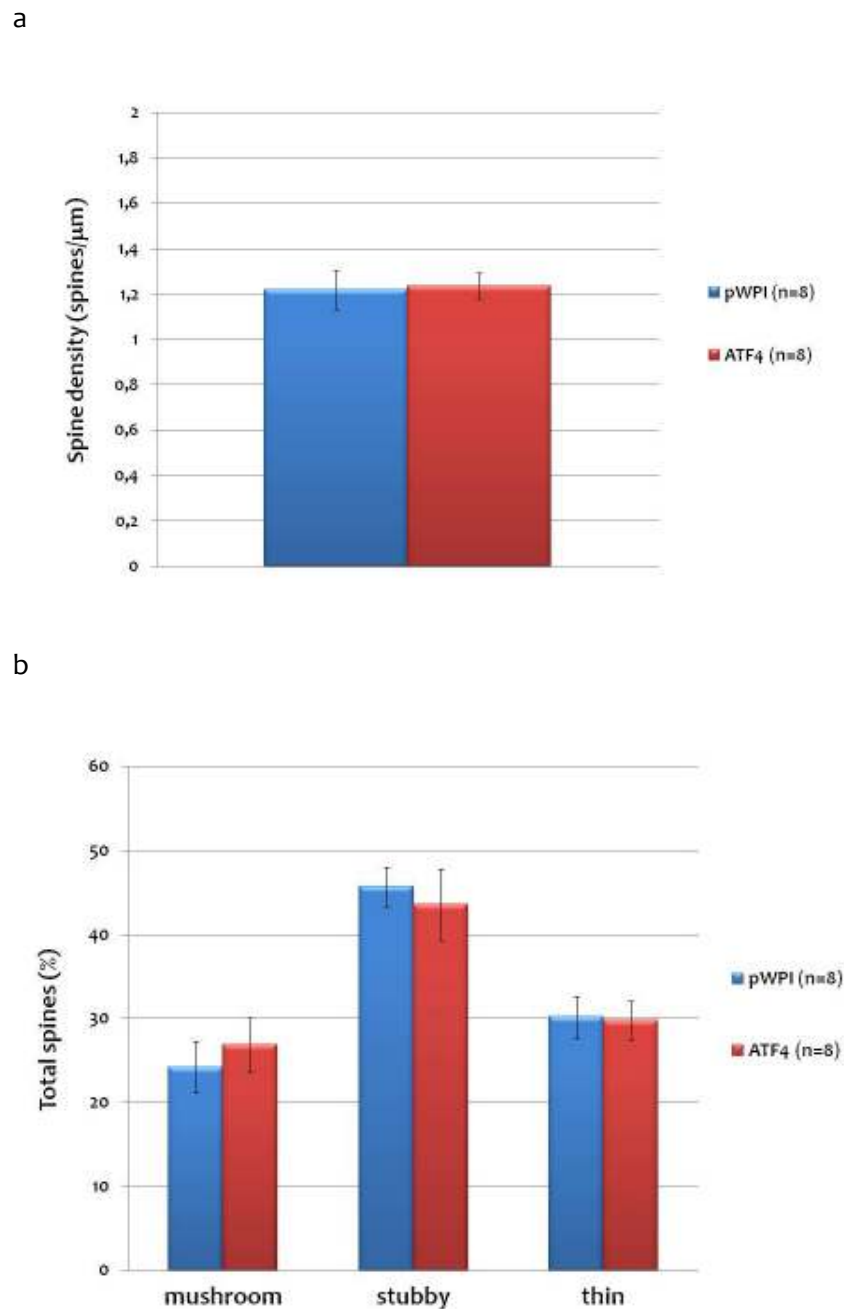 a
2
1,8
1,6
1,4
1,2
1
0,8
0,6
0,4
0,2
0
Spine density (spines/µm)
pWPI (n=8)
ATF4 (n=8)
b
60
50
40
30
20
10
0
Total spines (%)
pWPI (n=8)
ATF4 (n=8)
mushroom stubby thin